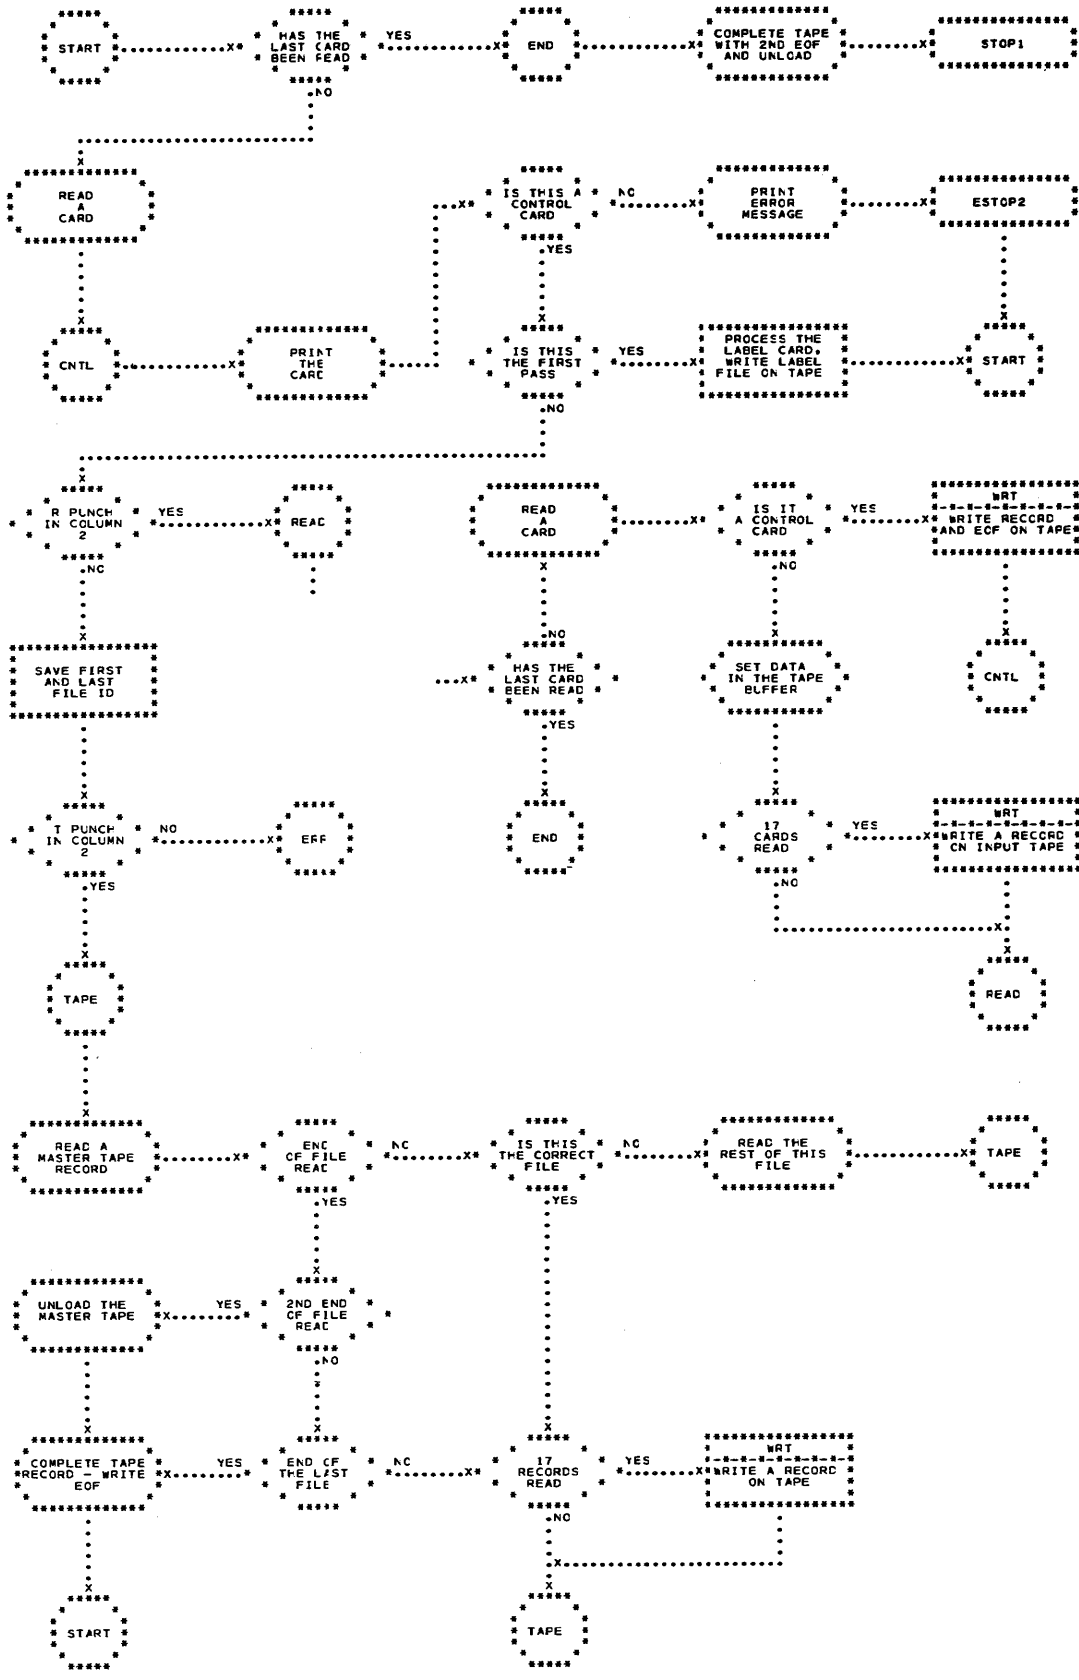 START
HAS THE
LAST CARD
BEEN READ
YES
END
COMPLETE TAPE
WITH 2ND EOF
AND UNLOAD
STOP1
NO
READ
A
CARD
IS THIS A
CONTROL
CARD
NO
PRINT
ERROR
MESSAGE
ESTOP2
YES
CNTL
PRINT
THE
CARD
IS THIS
THE FIRST
PASS
YES
PROCESS THE
LABEL CARD.
WRITE LABEL
FILE ON TAPE
START
NO
R PUNCH
IN COLUMN
2
YES
READ
READ
A
CARD
IS IT
A CONTROL
CARD
YES
WRT
WRITE RECORD
AND EOF ON TAPE
NO
NO
NO
SAVE FIRST
AND LAST
FILE ID
HAS THE
LAST CARD
BEEN READ
SET DATA
IN THE TAPE
BUFFER
CNTL
YES
T PUNCH
IN COLUMN
2
NO
ERR
END
17
CARDS
READ
YES
WRT
WRITE A RECORD
ON INPUT TAPE
YES
NO
TAPE
READ
READ A
MASTER TAPE
RECORD
END
OF FILE
READ
NO
IS THIS
THE CORRECT
FILE
NO
READ THE
REST OF THIS
FILE
TAPE
YES
YES
UNLOAD THE
MASTER TAPE
YES
2ND END
OF FILE
READ
NO
COMPLETE TAPE
RECORD - WRITE
EOF
YES
END OF
THE LAST
FILE
NO
17
RECORDS
READ
YES
WRT
WRITE A RECORD
ON TAPE
NO
START
TAPE